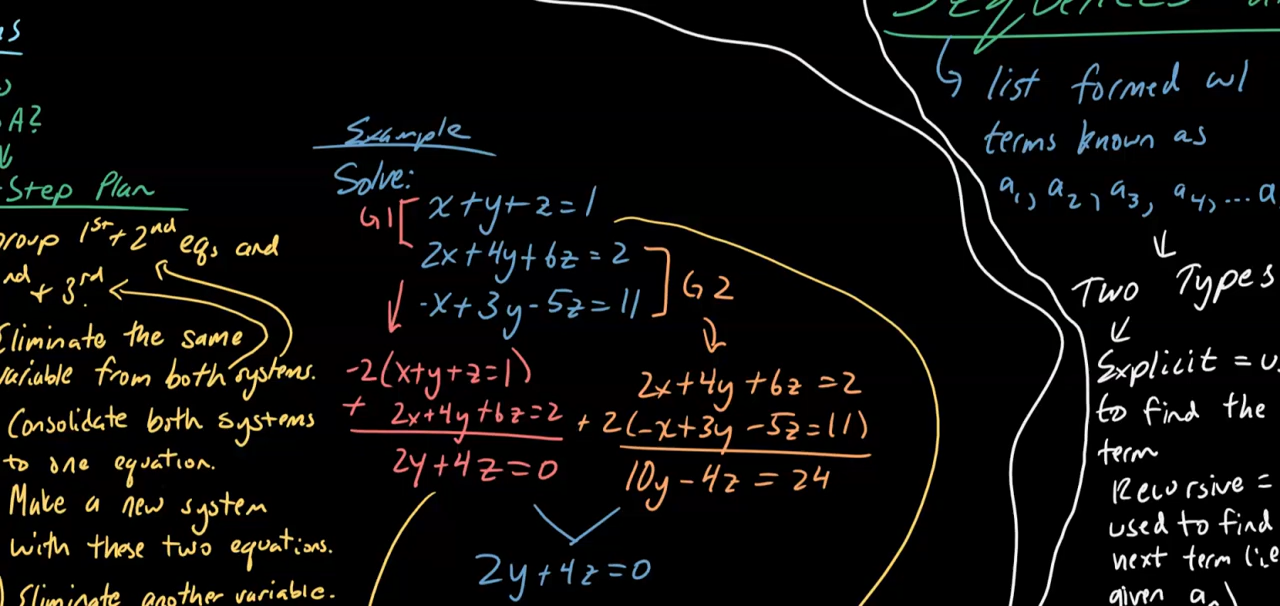 A?
Step Plan
1st + 2nd eqs and
nd + 3rd.
Eliminate the same
variable from both systems.
Consolidate both systems
to one equation.
Make a new system
with these two equations.
Eliminate another variable.
Example
Solve:
G1[ x+y+z=1
2x+4y+6z=2
-x+3y-5z=11 ] G2
-2(x+y+z=1)
+ 2x+4y+6z=2
2y+4z=0
2x+4y+6z=2
+ 2(-x+3y-5z=11)
10y-4z=24
2y+4z=0
Sequences
↳ list formed w/
terms known as
a1, a2, a3, a4, ... a
Two Types
Explicit =
to find the
term
Recursive =
used to find
next term (i.e
given an)